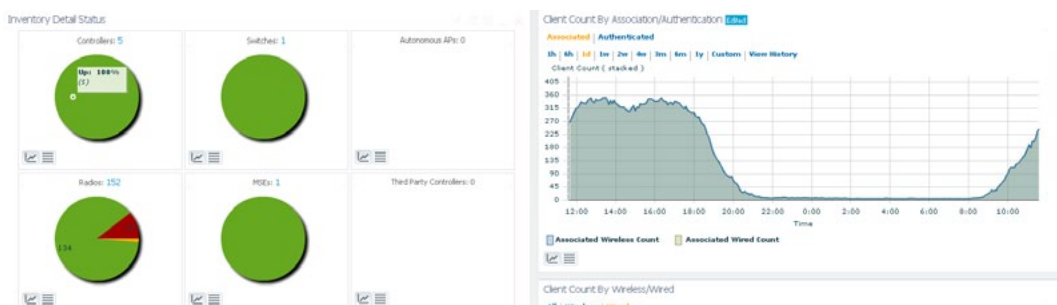 Inventory Detail Status
Controllers: 5
Up: 100%
(5)
Switches: 1
Autonomous APs: 0
Radios: 152
134
MSEs: 1
Third Party Controllers: 0
Client Count By Association/Authentication Edited
Associated | Authenticated
1h | 6h | 1d | 1w | 2w | 4w | 3m | 6m | 1y | Custom | View History
Client Count ( stacked )
405
360
315
270
225
180
135
90
45
0
12:00 14:00 16:00 18:00 20:00 22:00 0:00 2:00 4:00 6:00 8:00 10:00
Time
Associated Wireless Count Associated Wired Count
Client Count By Wireless/Wired